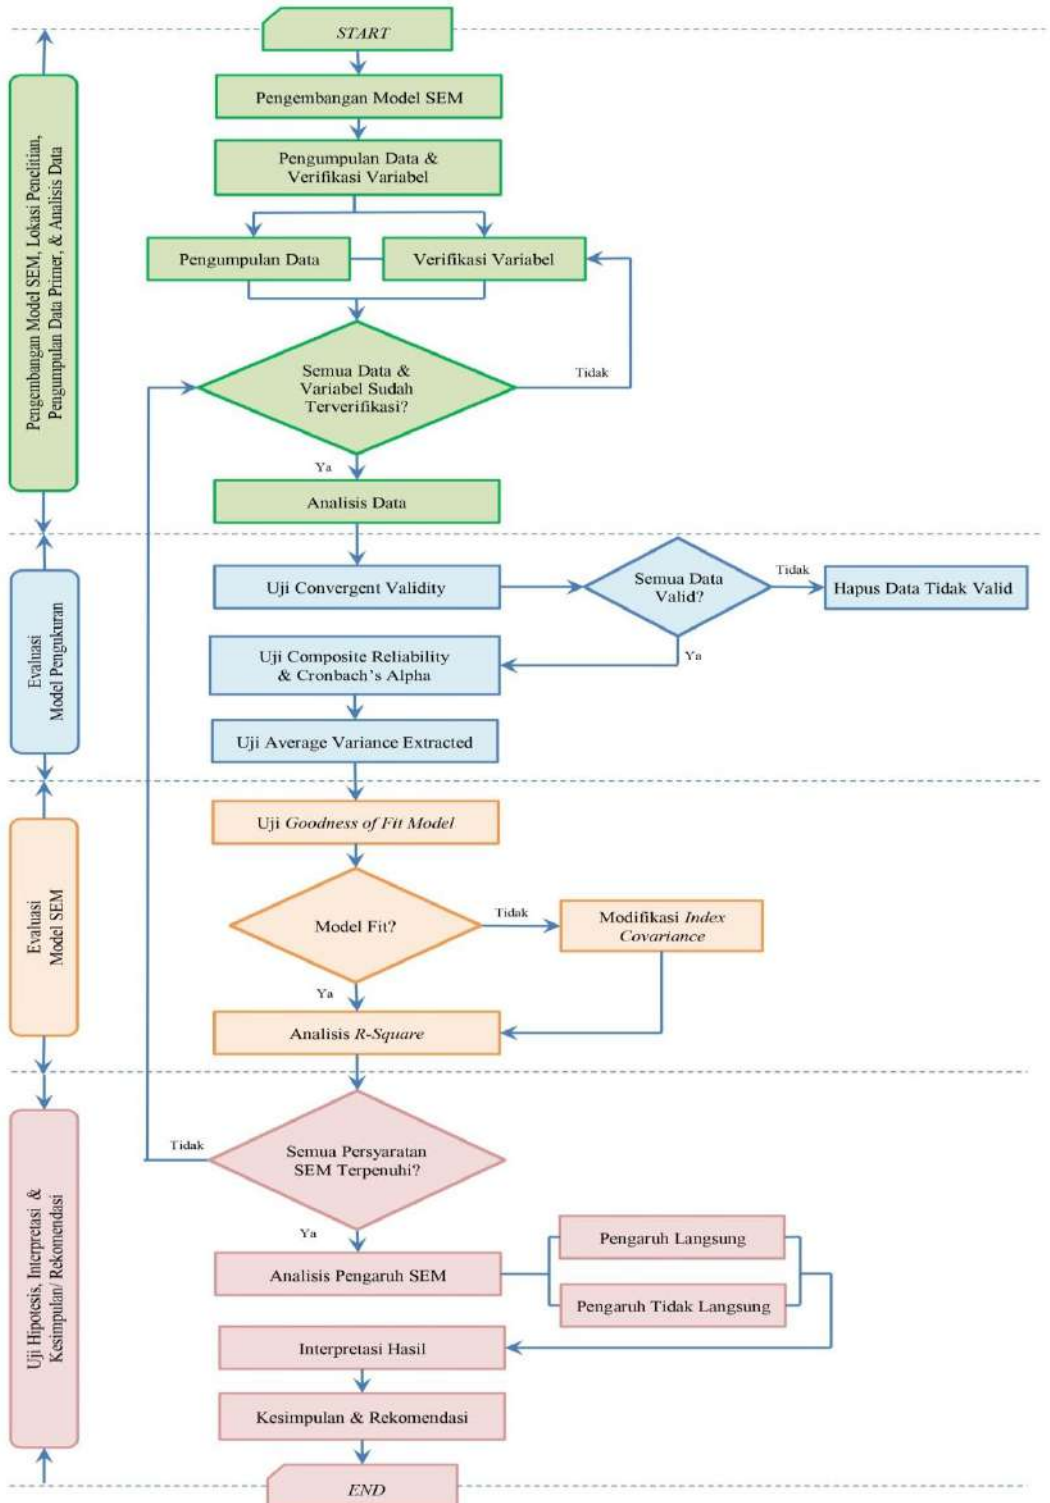 START
Pengembangan Model SEM, Lokasi Penelitian,
Pengumpulan Data Primer, & Analisis Data
Pengembangan Model SEM
Pengumpulan Data &
Verifikasi Variabel
Pengumpulan Data
Verifikasi Variabel
Semua Data &
Variabel Sudah
Terverifikasi?
Tidak
Ya
Analisis Data
Evaluasi
Model Pengukuran
Uji Convergent Validity
Semua Data
Valid?
Tidak
Hapus Data Tidak Valid
Ya
Uji Composite Reliability
& Cronbach's Alpha
Uji Average Variance Extracted
Evaluasi
Model SEM
Uji Goodness of Fit Model
Model Fit?
Tidak
Modifikasi Index
Covariance
Ya
Analisis R-Square
Uji Hipotesis, Interpretasi &
Kesimpulan/ Rekomendasi
Semua Persyaratan
SEM Terpenuhi?
Tidak
Ya
Analisis Pengaruh SEM
Pengaruh Langsung
Pengaruh Tidak Langsung
Interpretasi Hasil
Kesimpulan & Rekomendasi
END